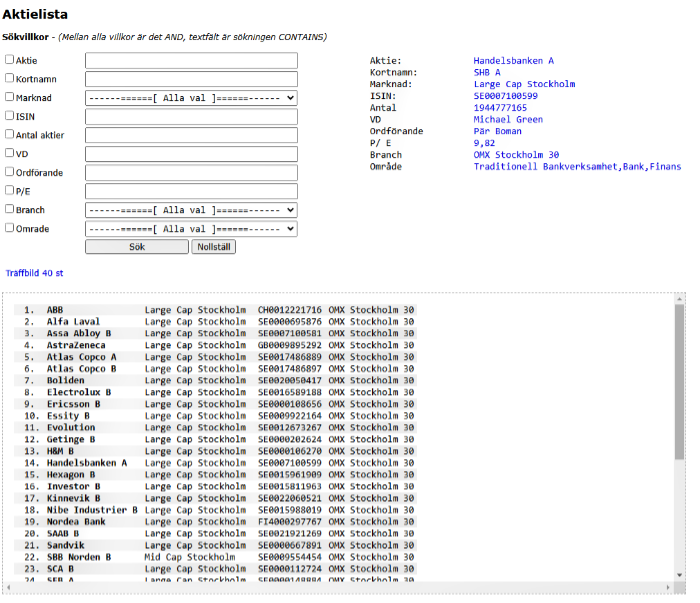 Aktielista
Sökvillkor - (Mellan alla villkor är det AND, textfält är sökningen CONTAINS)
Aktie
Kortnamn
Marknad ------======[ Alla val ]======------
ISIN
Antal aktier
VD
Ordförande
P/E
Branch ------======[ Alla val ]======------
Område ------======[ Alla val ]======------
Sök Nollställ
Aktie: Handelsbanken A
Kortnamn: SHB A
Marknad: Large Cap Stockholm
ISIN: SE0007100599
Antal 1944777165
VD Michael Green
Ordförande Pär Boman
P/ E 9,82
Branch OMX Stockholm 30
Område Traditionell Bankverksamhet,Bank,Finans
Träffbild 40 st
1. ABB Large Cap Stockholm CH0012221716 OMX Stockholm 30
2. Alfa Laval Large Cap Stockholm SE0000695876 OMX Stockholm 30
3. Assa Abloy B Large Cap Stockholm SE0007100581 OMX Stockholm 30
4. AstraZeneca Large Cap Stockholm GB0009895292 OMX Stockholm 30
5. Atlas Copco A Large Cap Stockholm SE0017486889 OMX Stockholm 30
6. Atlas Copco B Large Cap Stockholm SE0017486897 OMX Stockholm 30
7. Boliden Large Cap Stockholm SE0020050417 OMX Stockholm 30
8. Electrolux B Large Cap Stockholm SE0016589188 OMX Stockholm 30
9. Ericsson B Large Cap Stockholm SE0000108656 OMX Stockholm 30
10. Essity B Large Cap Stockholm SE0009922164 OMX Stockholm 30
11. Evolution Large Cap Stockholm SE0012673267 OMX Stockholm 30
12. Getinge B Large Cap Stockholm SE0000202624 OMX Stockholm 30
13. H&M B Large Cap Stockholm SE0000106270 OMX Stockholm 30
14. Handelsbanken A Large Cap Stockholm SE0007100599 OMX Stockholm 30
15. Hexagon B Large Cap Stockholm SE0015961909 OMX Stockholm 30
16. Investor B Large Cap Stockholm SE0015811963 OMX Stockholm 30
17. Kinnevik B Large Cap Stockholm SE0022060521 OMX Stockholm 30
18. Nibe Industrier B Large Cap Stockholm SE0015988019 OMX Stockholm 30
19. Nordea Bank Large Cap Stockholm FI4000297767 OMX Stockholm 30
20. SAAB B Large Cap Stockholm SE0021921269 OMX Stockholm 30
21. Sandvik Large Cap Stockholm SE0000667891 OMX Stockholm 30
22. SBB Norden B Mid Cap Stockholm SE0009554454 OMX Stockholm 30
23. SCA B Large Cap Stockholm SE0000112724 OMX Stockholm 30
24. SEB A Large Cap Stockholm SE0000148884 OMX Stockholm 30